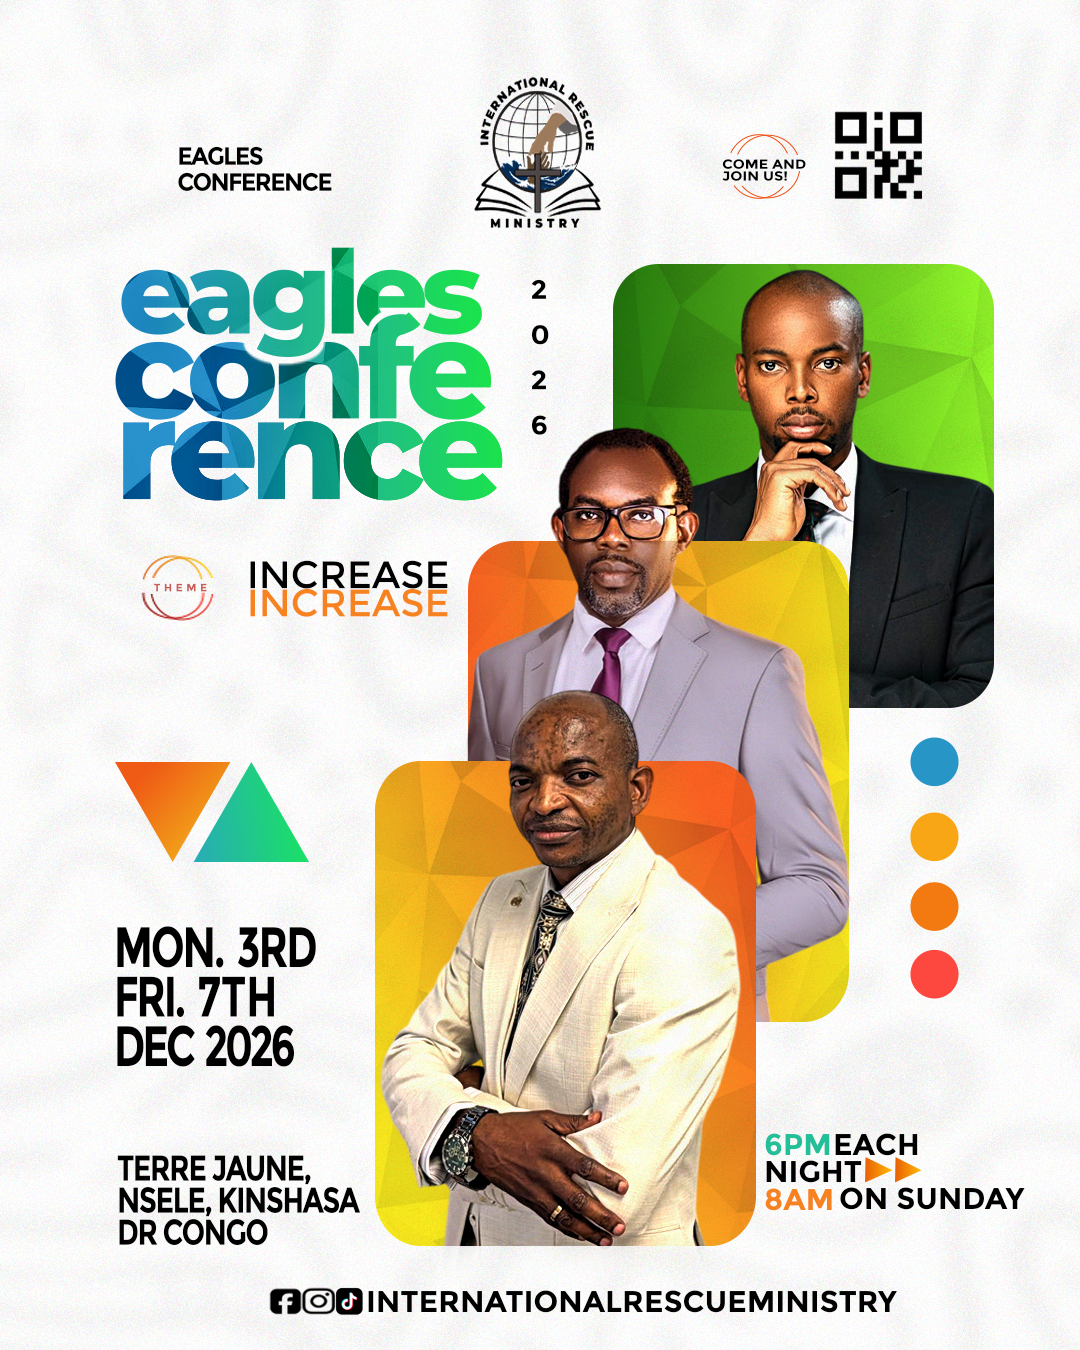 EAGLES
CONFERENCE
INTERNATIONAL RESCUE
MINISTRY
COME AND
JOIN US!
eagles
confe
rence
2
0
2
6
THEME
INCREASE
INCREASE
MON. 3RD
FRI. 7TH
DEC 2026
TERRE JAUNE,
NSELE, KINSHASA
DR CONGO
6PM EACH
NIGHT
8AM ON SUNDAY
INTERNATIONALRESCUEMINISTRY